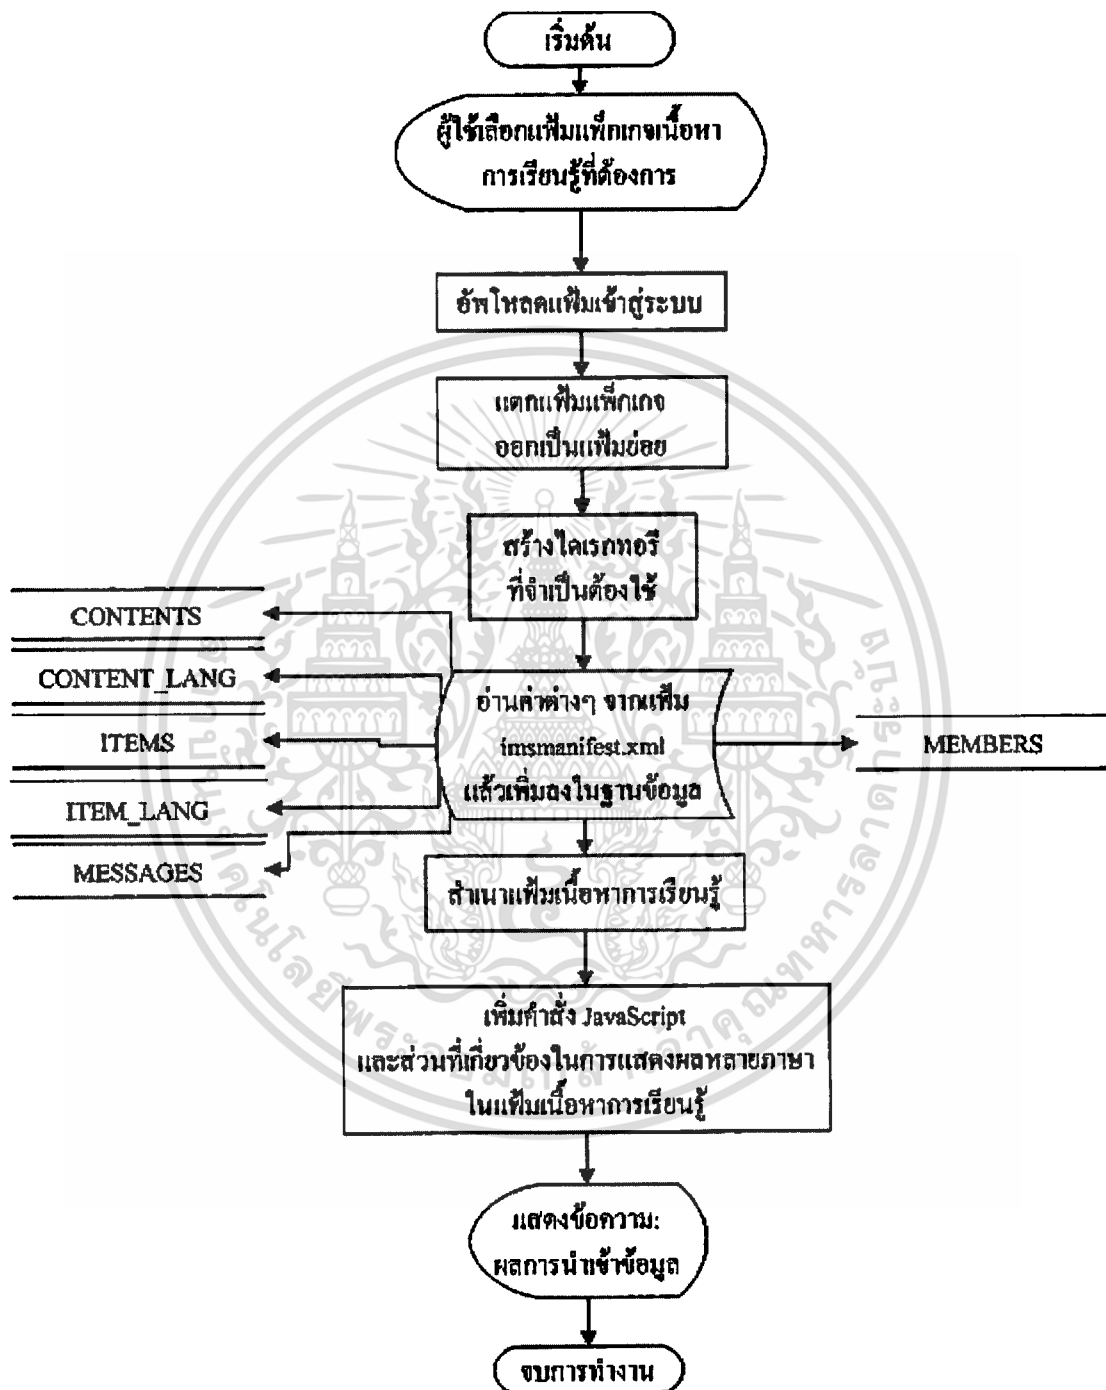 เริ่มต้น
ผู้ใช้เลือกแฟ้มแพ็กเกจเนื้อหา
การเรียนรู้ที่ต้องการ
อัพโหลดแฟ้มเข้าสู่ระบบ
แตกแฟ้มแพ็กเกจ
ออกเป็นแฟ้มย่อย
สร้างไดเรกทอรี
ที่จำเป็นต้องใช้
CONTENTS
CONTENT_LANG
ITEMS
ITEM_LANG
MESSAGES
อ่านค่าต่างๆ จากแฟ้ม
imsmanifest.xml
แล้วเพิ่มลงในฐานข้อมูล
MEMBERS
สำเนาแฟ้มเนื้อหาการเรียนรู้
เพิ่มคำสั่ง JavaScript
และส่วนที่เกี่ยวข้องในการแสดงผลหลายภาษา
ในแฟ้มเนื้อหาการเรียนรู้
แสดงข้อความ:
ผลการนำเข้าข้อมูล
จบการทำงาน